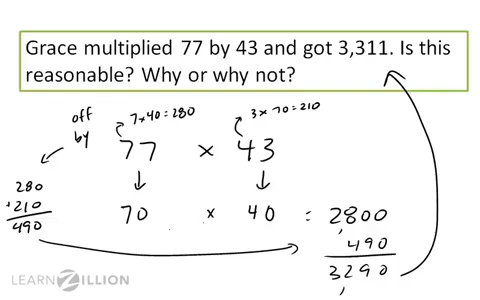 Grace multiplied 77 by 43 and got 3,311. Is this
reasonable? Why or why not?
off
by
7×40=280
3×70=210
77 × 43
280
+210
490
70 × 40 = 2800
490
3290
LEARNZILLION